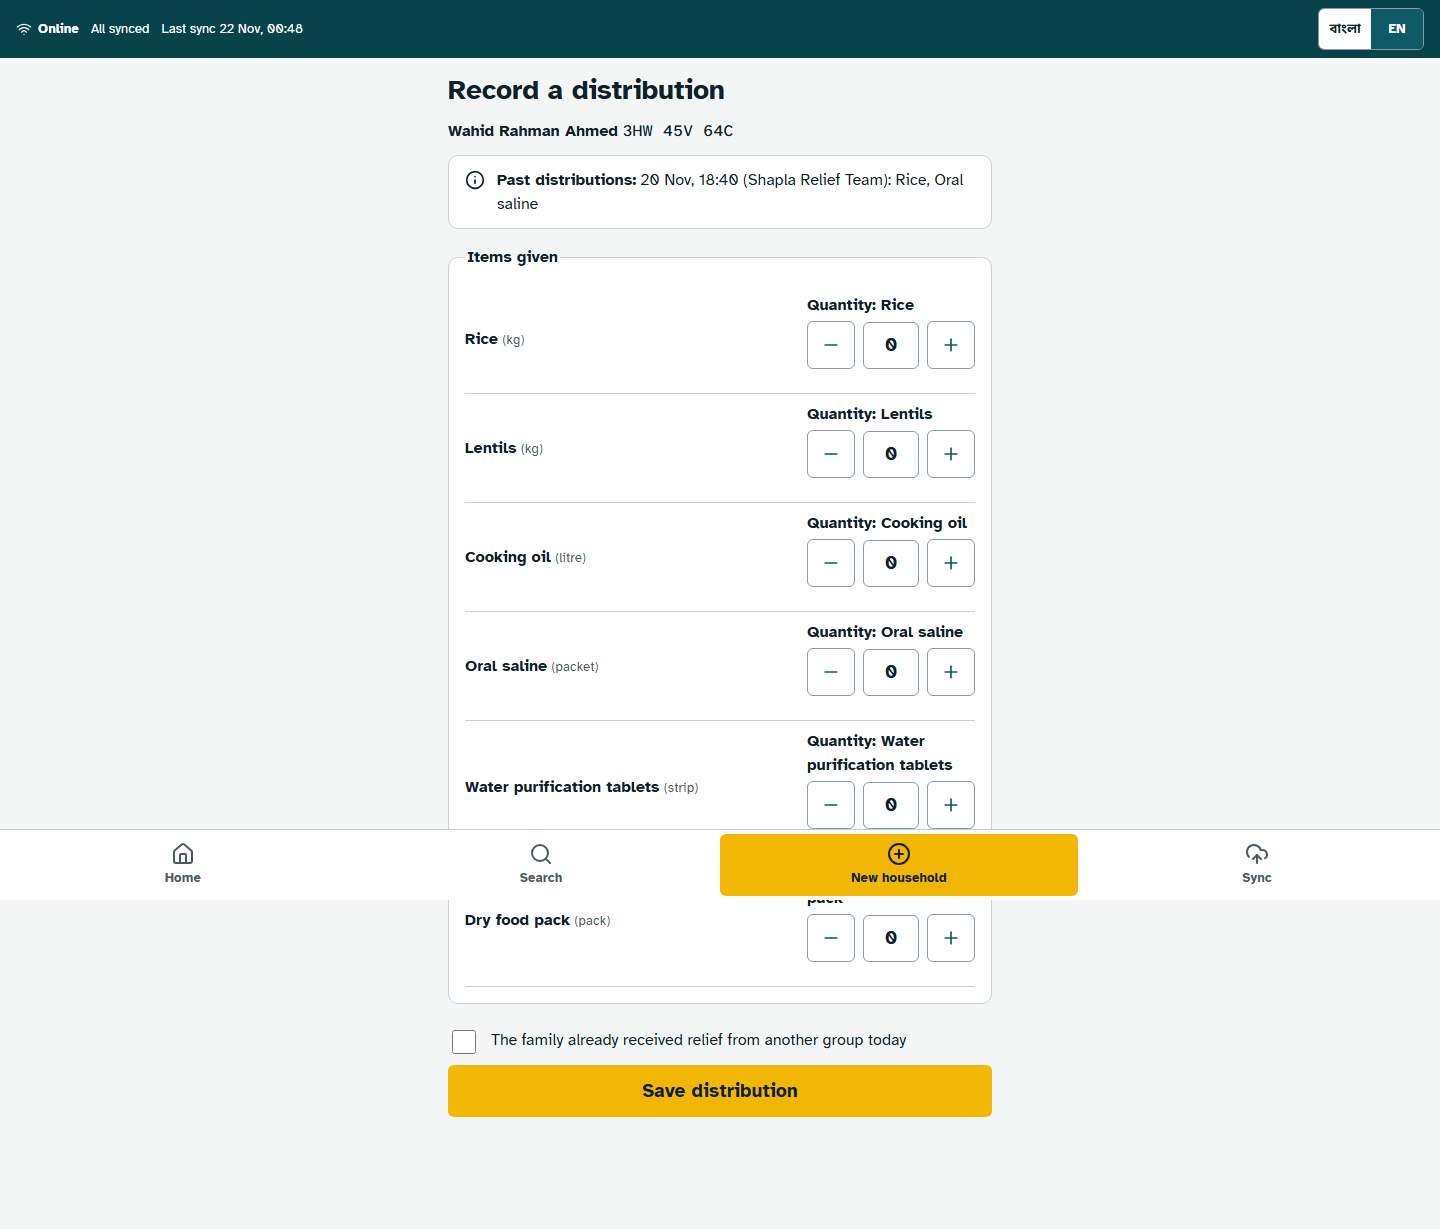 Online All synced Last sync 22 Nov, 00:48
বাংলা EN
Record a distribution
Wahid Rahman Ahmed 3HW 45V 64C
Past distributions: 20 Nov, 18:40 (Shapla Relief Team): Rice, Oral
saline
Items given
Quantity: Rice
Rice (kg)
0
Quantity: Lentils
Lentils (kg)
0
Quantity: Cooking oil
Cooking oil (litre)
0
Quantity: Oral saline
Oral saline (packet)
0
Quantity: Water
purification tablets
Water purification tablets (strip)
0
Home
Search
New household
Sync
pack
Dry food pack (pack)
0
The family already received relief from another group today
Save distribution